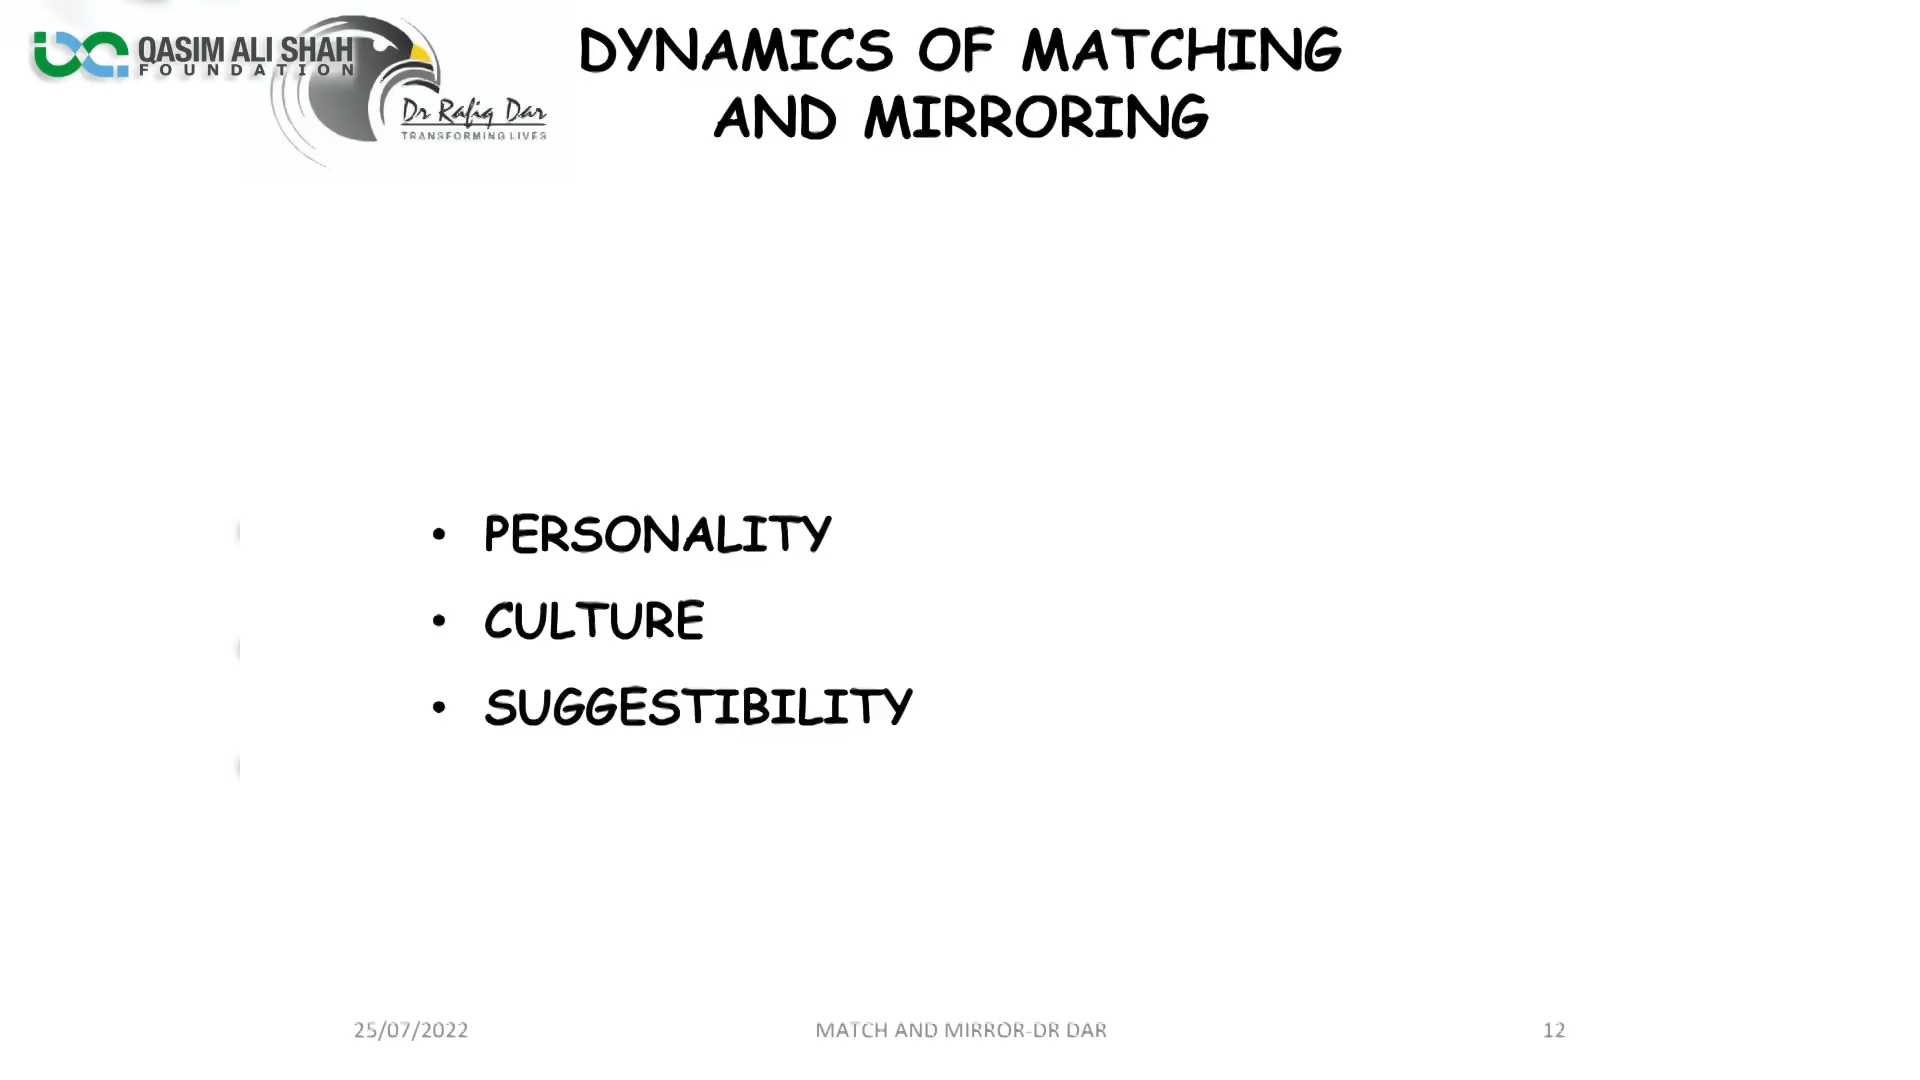 QASIM ALI SHAH
FOUNDATION
Dr Rafiq Dar
TRANSFORMING LIVES
DYNAMICS OF MATCHING
AND MIRRORING
• PERSONALITY
• CULTURE
• SUGGESTIBILITY
25/07/2022
MATCH AND MIRROR-DR DAR
12